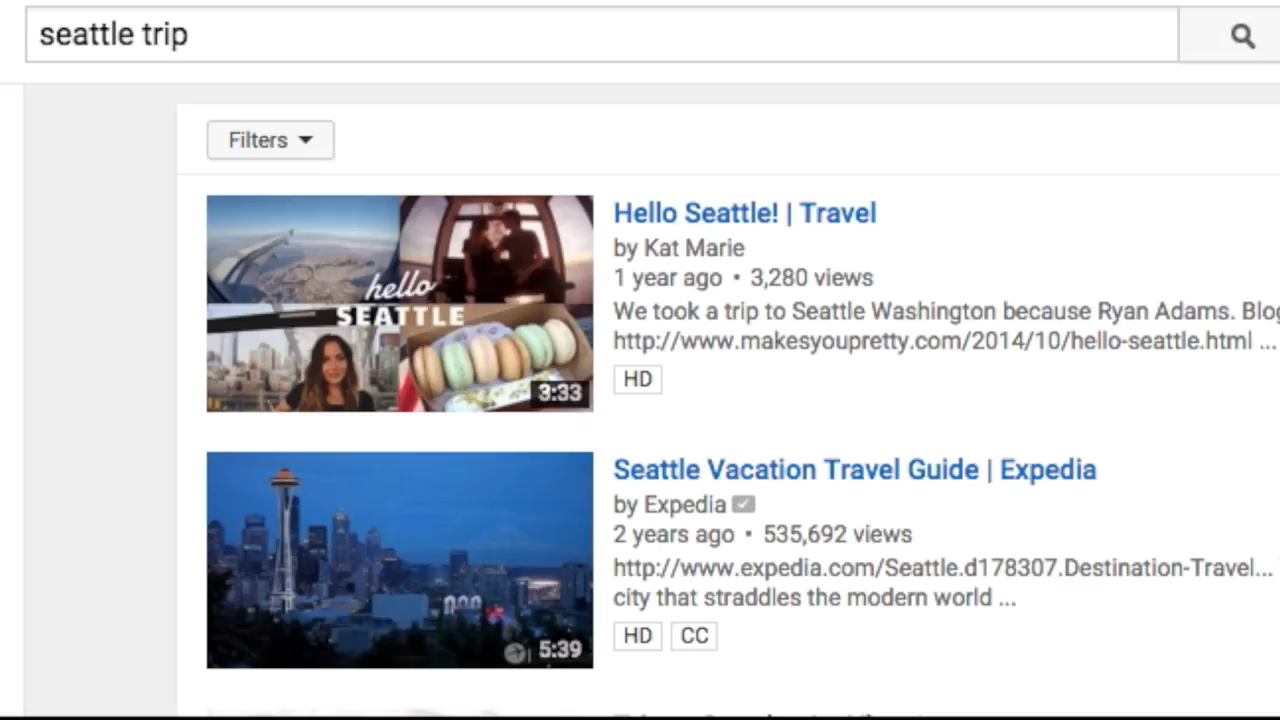 seattle trip
Filters
hello
SEATTLE
3:33
Hello Seattle! | Travel
by Kat Marie
1 year ago • 3,280 views
We took a trip to Seattle Washington because Ryan Adams. Blog
http://www.makesyoupretty.com/2014/10/hello-seattle.html ...
HD
5:39
Seattle Vacation Travel Guide | Expedia
by Expedia
2 years ago • 535,692 views
http://www.expedia.com/Seattle.d178307.Destination-Travel...
city that straddles the modern world ...
HD CC